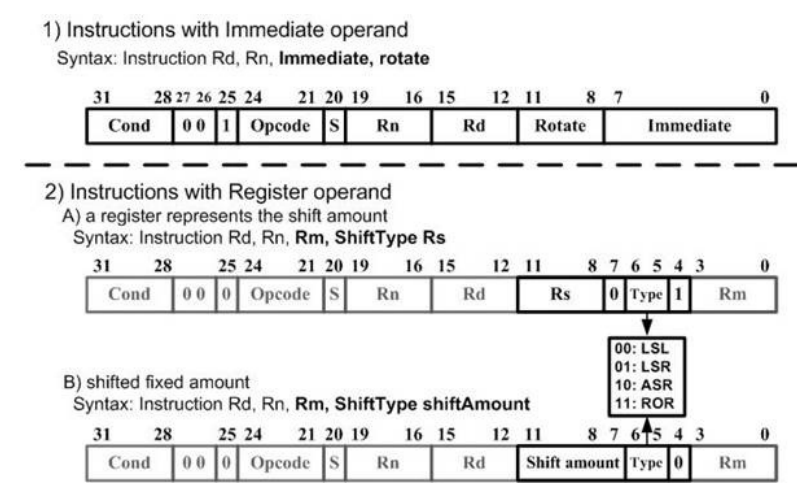 1) Instructions with Immediate operand
Syntax: Instruction Rd, Rn, Immediate, rotate
31 28 27 26 25 24 21 20 19 16 15 12 11 8 7 0
Cond 0 0 1 Opcode S Rn Rd Rotate Immediate
2) Instructions with Register operand
A) a register represents the shift amount
Syntax: Instruction Rd, Rn, Rm, ShiftType Rs
31 28 25 24 21 20 19 16 15 12 11 8 7 6 5 4 3 0
Cond 0 0 0 Opcode S Rn Rd Rs 0 Type 1 Rm
00: LSL
01: LSR
10: ASR
11: ROR
B) shifted fixed amount
Syntax: Instruction Rd, Rn, Rm, ShiftType shiftAmount
31 28 25 24 21 20 19 16 15 12 11 8 7 6 5 4 3 0
Cond 0 0 0 Opcode S Rn Rd Shift amount Type 0 Rm